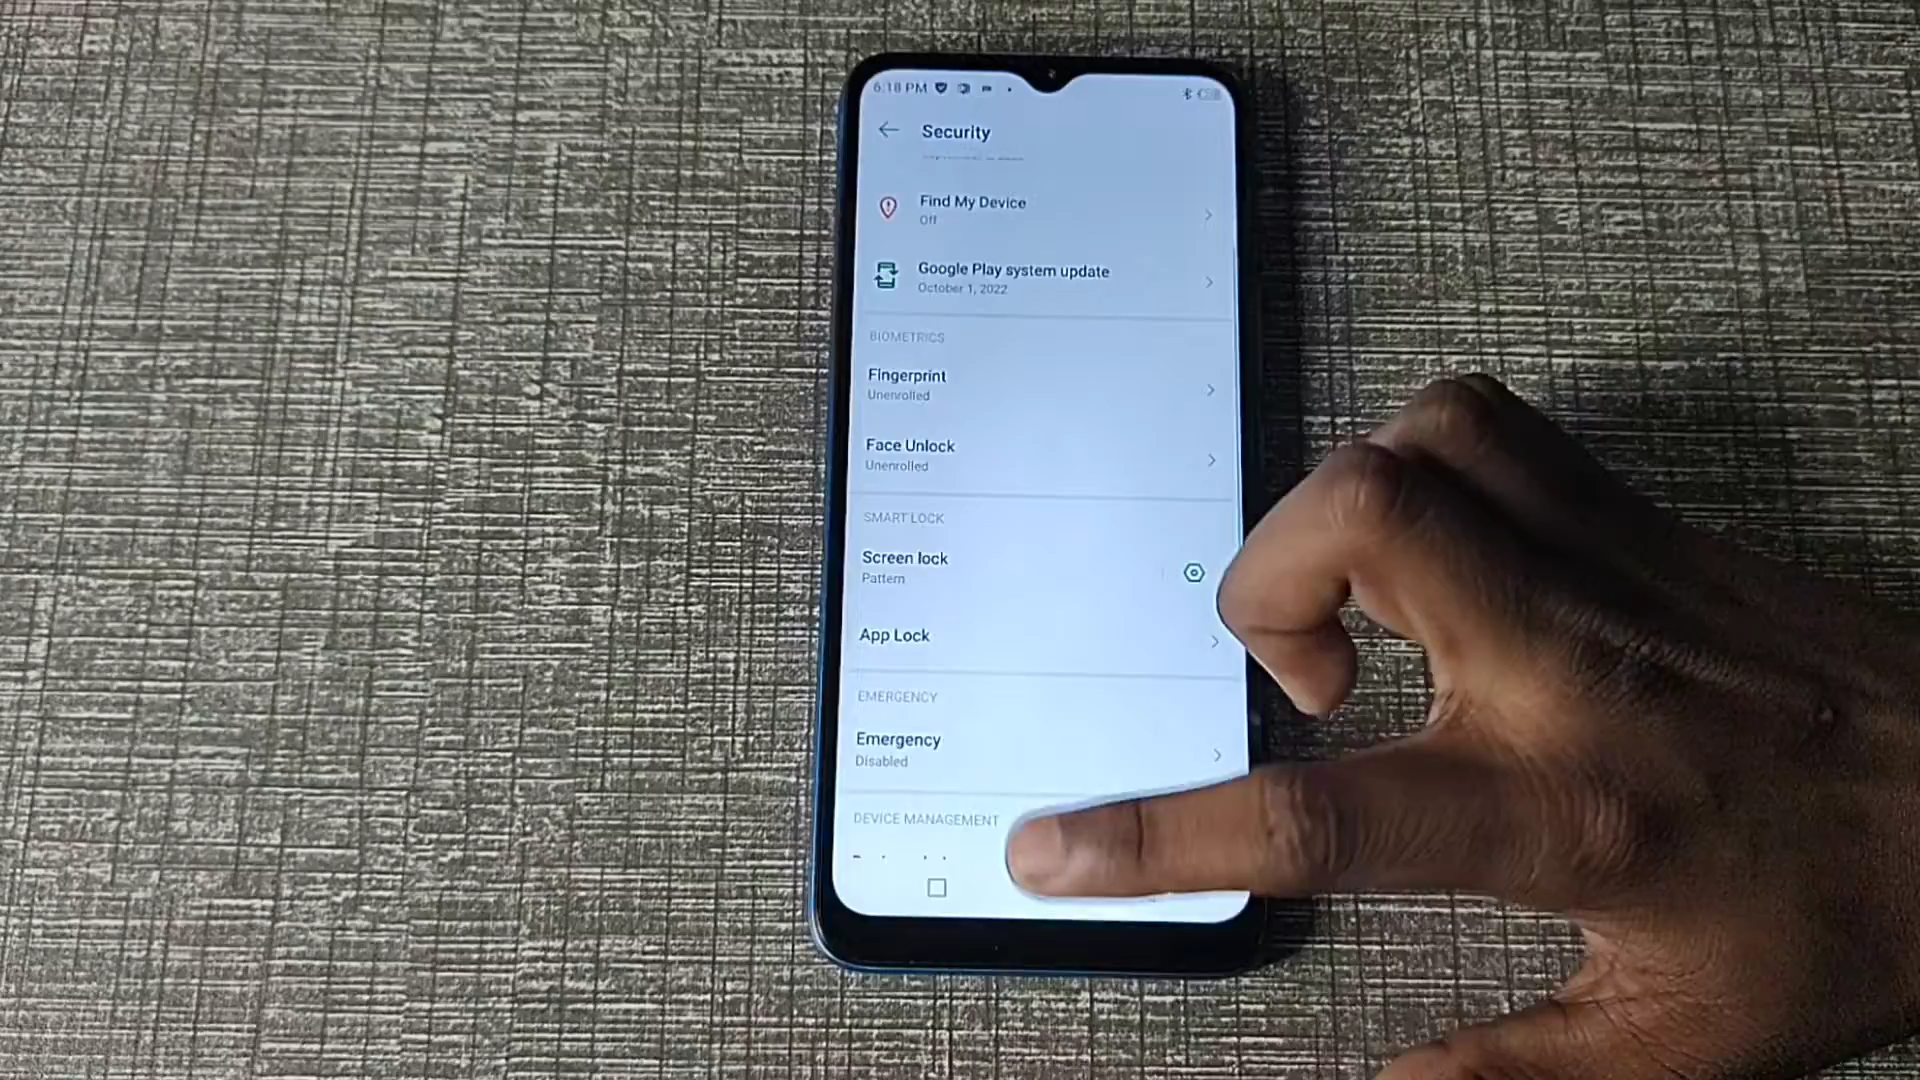 6:18 PM
Security
Find My Device
Off
Google Play system update
October 1, 2022
BIOMETRICS
Fingerprint
Unenrolled
Face Unlock
Unenrolled
SMART LOCK
Screen lock
Pattern
App Lock
EMERGENCY
Emergency
Disabled
DEVICE MANAGEMENT